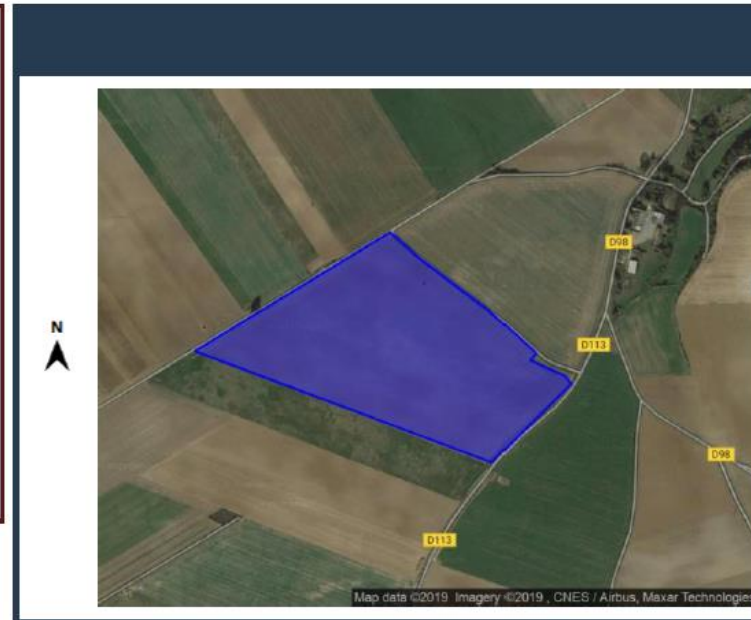 N
D98
D113
D98
D113
Map data ©2019 Imagery ©2019 , CNES / Airbus, Maxar Technologies